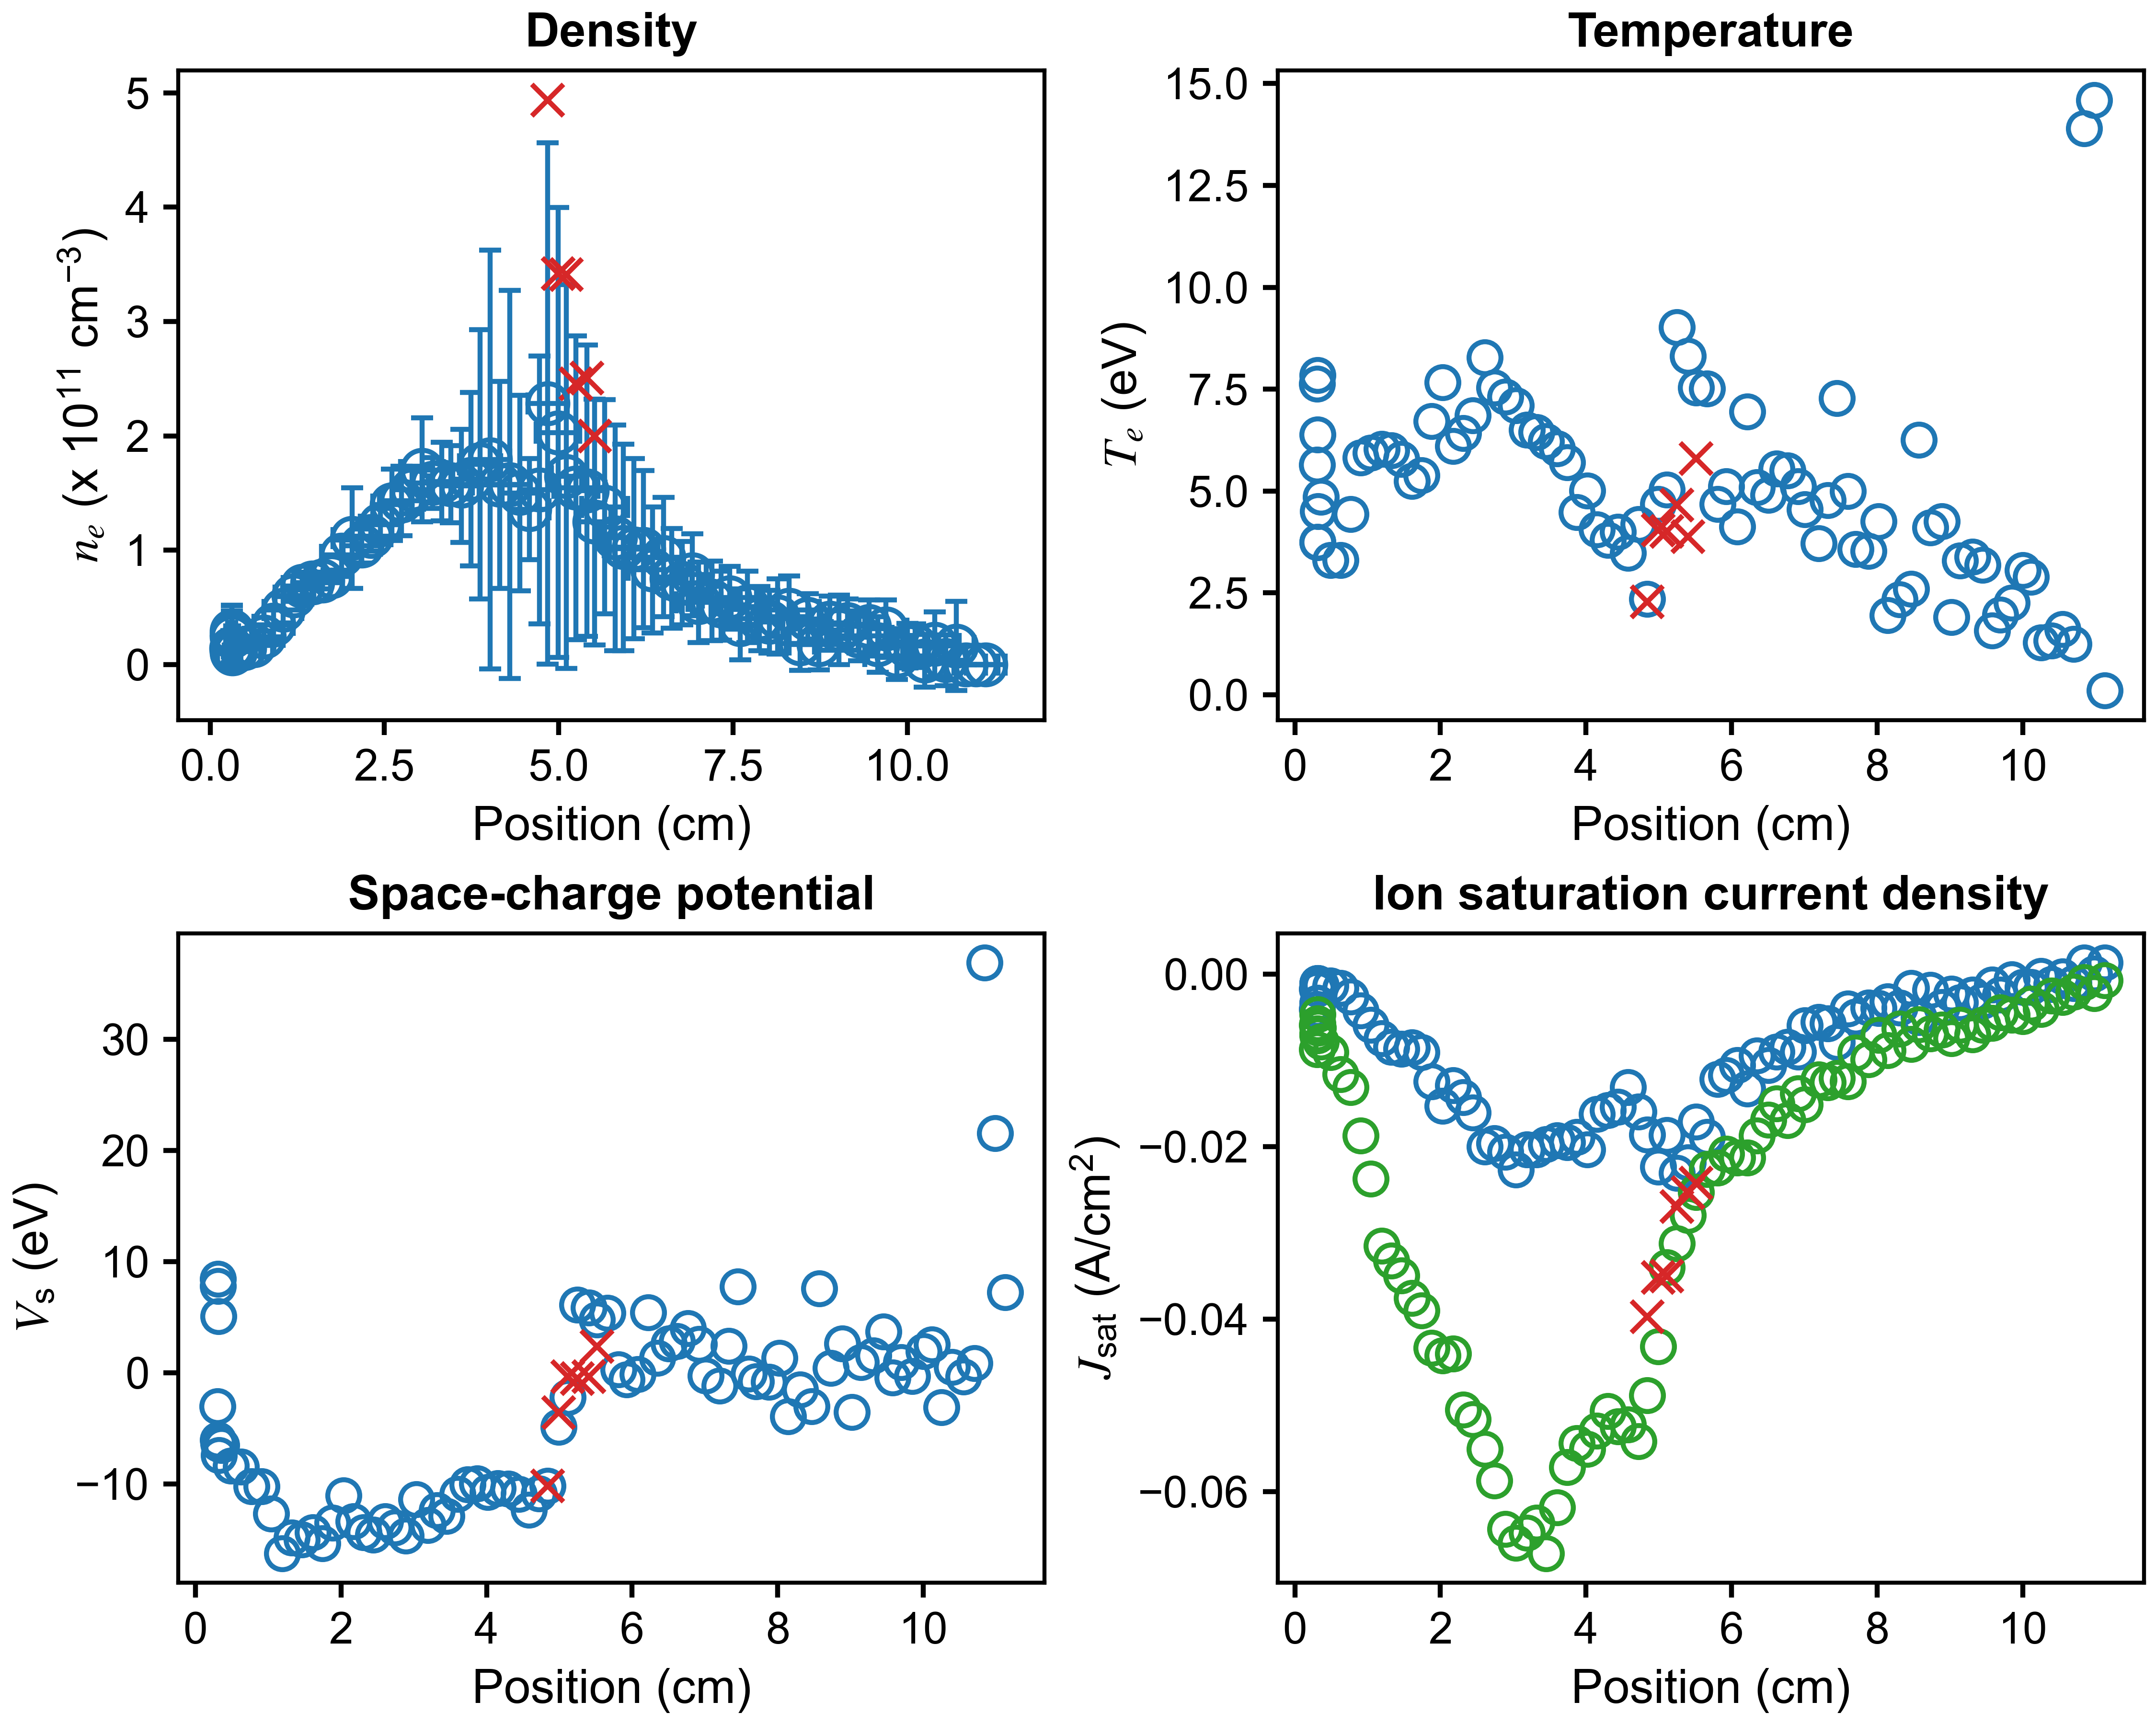 Density
5
4
3
2
1
0
n_e (x 10^11 cm^−3)
0.0 2.5 5.0 7.5 10.0
Position (cm)
Temperature
15.0
12.5
10.0
7.5
5.0
2.5
0.0
T_e (eV)
0 2 4 6 8 10
Position (cm)
Space-charge potential
30
20
10
0
−10
V_s (eV)
0 2 4 6 8 10
Position (cm)
Ion saturation current density
0.00
−0.02
−0.04
−0.06
J_sat (A/cm^2)
0 2 4 6 8 10
Position (cm)